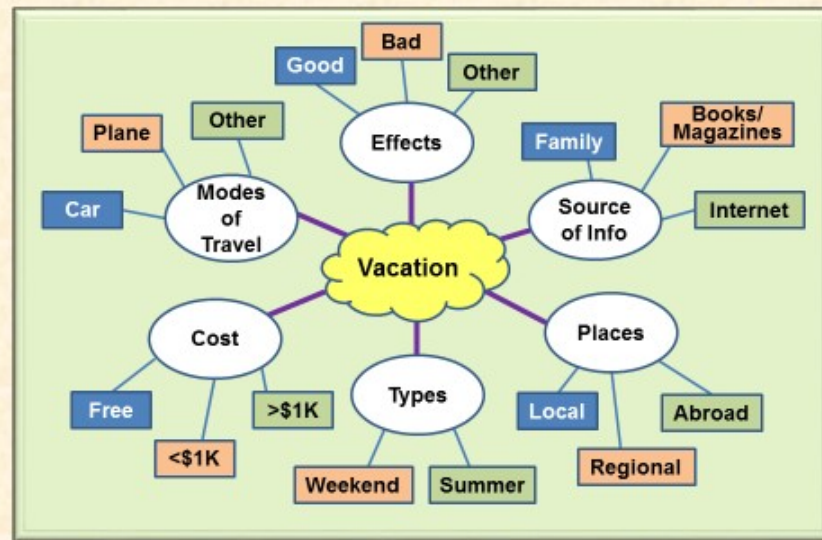 Bad
Good
Other
Effects
Plane
Other
Modes
of
Travel
Car
Family
Books/
Magazines
Source
of Info
Internet
Vacation
Cost
Free
<$1K
>$1K
Types
Weekend
Summer
Places
Local
Regional
Abroad